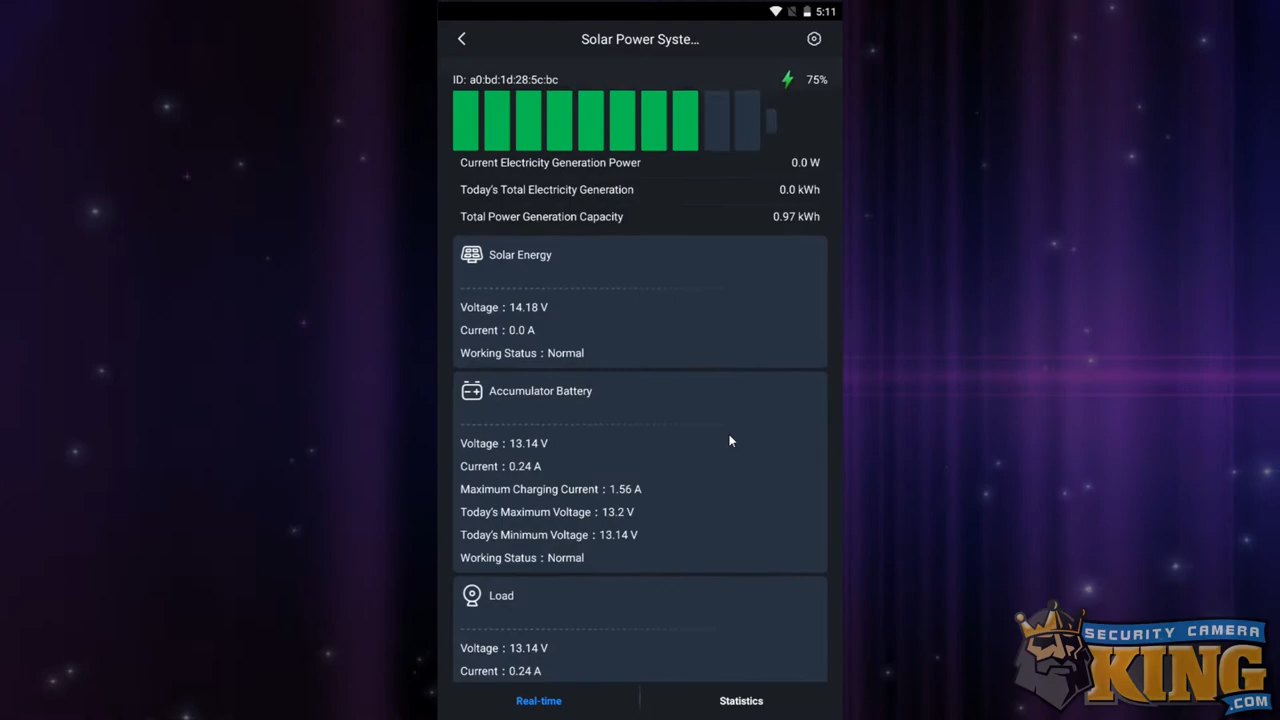 5:11
Solar Power Syste...
ID: a0:bd:1d:28:5c:bc
75%
Current Electricity Generation Power 0.0 W
Today's Total Electricity Generation 0.0 kWh
Total Power Generation Capacity 0.97 kWh
Solar Energy
Voltage : 14.18 V
Current : 0.0 A
Working Status : Normal
Accumulator Battery
Voltage : 13.14 V
Current : 0.24 A
Maximum Charging Current : 1.56 A
Today's Maximum Voltage : 13.2 V
Today's Minimum Voltage : 13.14 V
Working Status : Normal
Load
Voltage : 13.14 V
Current : 0.24 A
Real-time Statistics
SECURITY CAMERA
KING
.COM